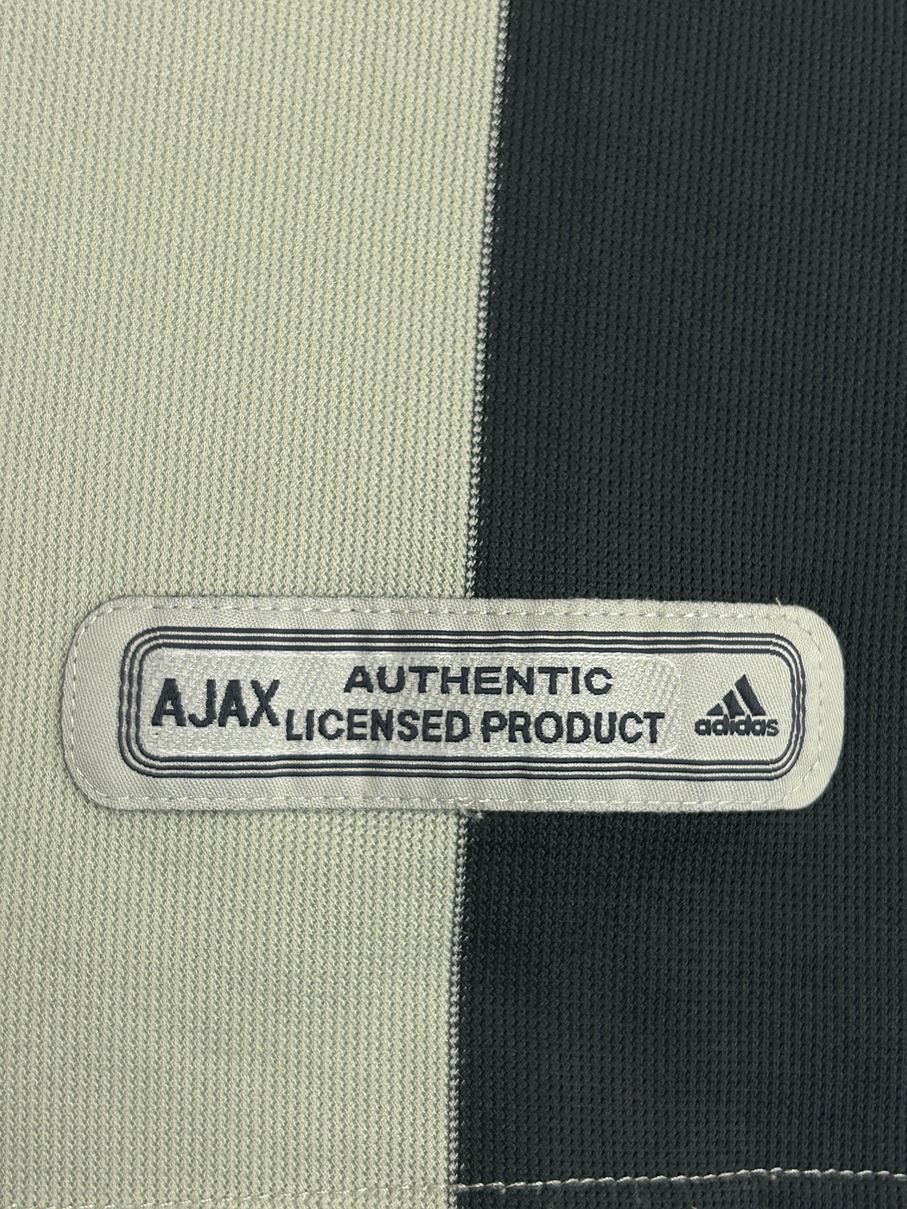 AJAX
AUTHENTIC
LICENSED PRODUCT
adidas